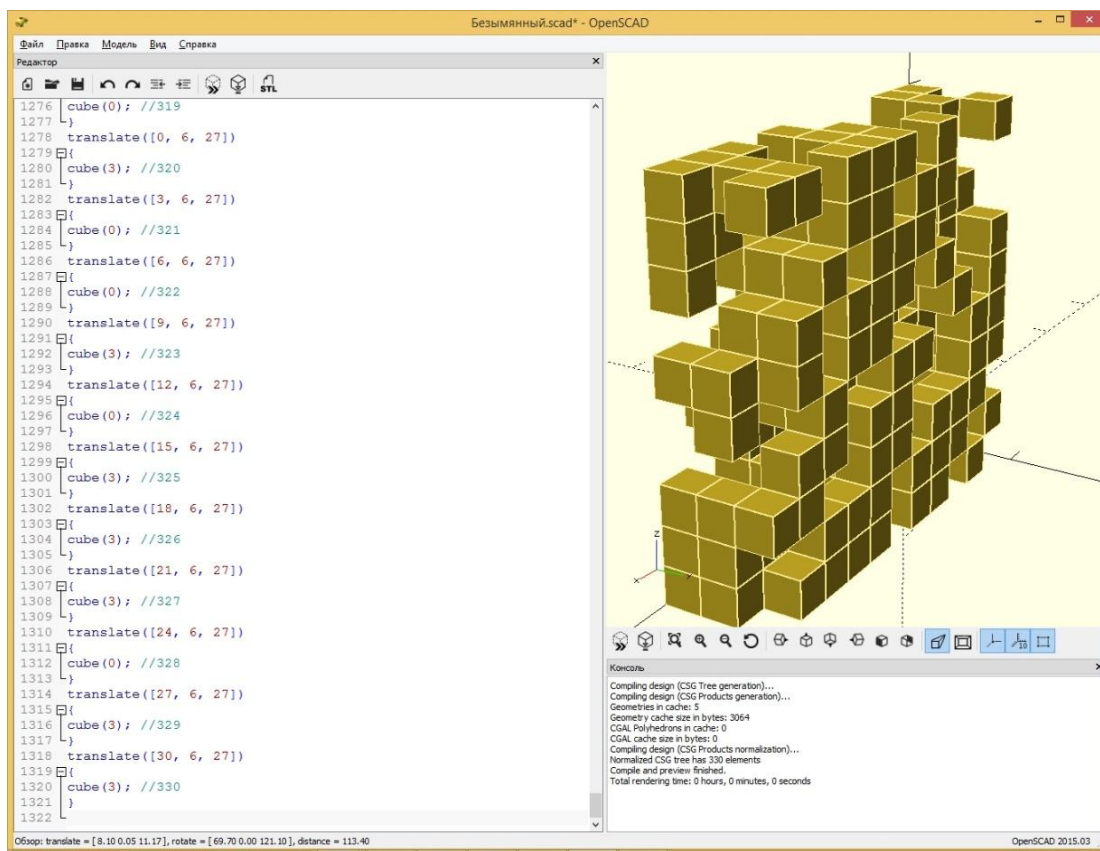 Безымянный.scad* - OpenSCAD
Файл Правка Модель Вид Справка
Редактор
STL
1276 cube(0); //319
1277 }
1278 translate([0, 6, 27])
1279 {
1280 cube(3); //320
1281 }
1282 translate([3, 6, 27])
1283 {
1284 cube(0); //321
1285 }
1286 translate([6, 6, 27])
1287 {
1288 cube(0); //322
1289 }
1290 translate([9, 6, 27])
1291 {
1292 cube(3); //323
1293 }
1294 translate([12, 6, 27])
1295 {
1296 cube(0); //324
1297 }
1298 translate([15, 6, 27])
1299 {
1300 cube(3); //325
1301 }
1302 translate([18, 6, 27])
1303 {
1304 cube(3); //326
1305 }
1306 translate([21, 6, 27])
1307 {
1308 cube(3); //327
1309 }
1310 translate([24, 6, 27])
1311 {
1312 cube(0); //328
1313 }
1314 translate([27, 6, 27])
1315 {
1316 cube(3); //329
1317 }
1318 translate([30, 6, 27])
1319 {
1320 cube(3); //330
1321 }
1322
z
x
y
10
Консоль
Compiling design (CSG Tree generation)...
Compiling design (CSG Products generation)...
Geometries in cache: 5
Geometry cache size in bytes: 3064
CGAL Polyhedrons in cache: 0
CGAL cache size in bytes: 0
Compiling design (CSG Products normalization)...
Normalized CSG tree has 330 elements
Compile and preview finished.
Total rendering time: 0 hours, 0 minutes, 0 seconds
Обзор: translate = [ 8.10 0.05 11.17 ], rotate = [ 69.70 0.00 121.10 ], distance = 113.40
OpenSCAD 2015.03